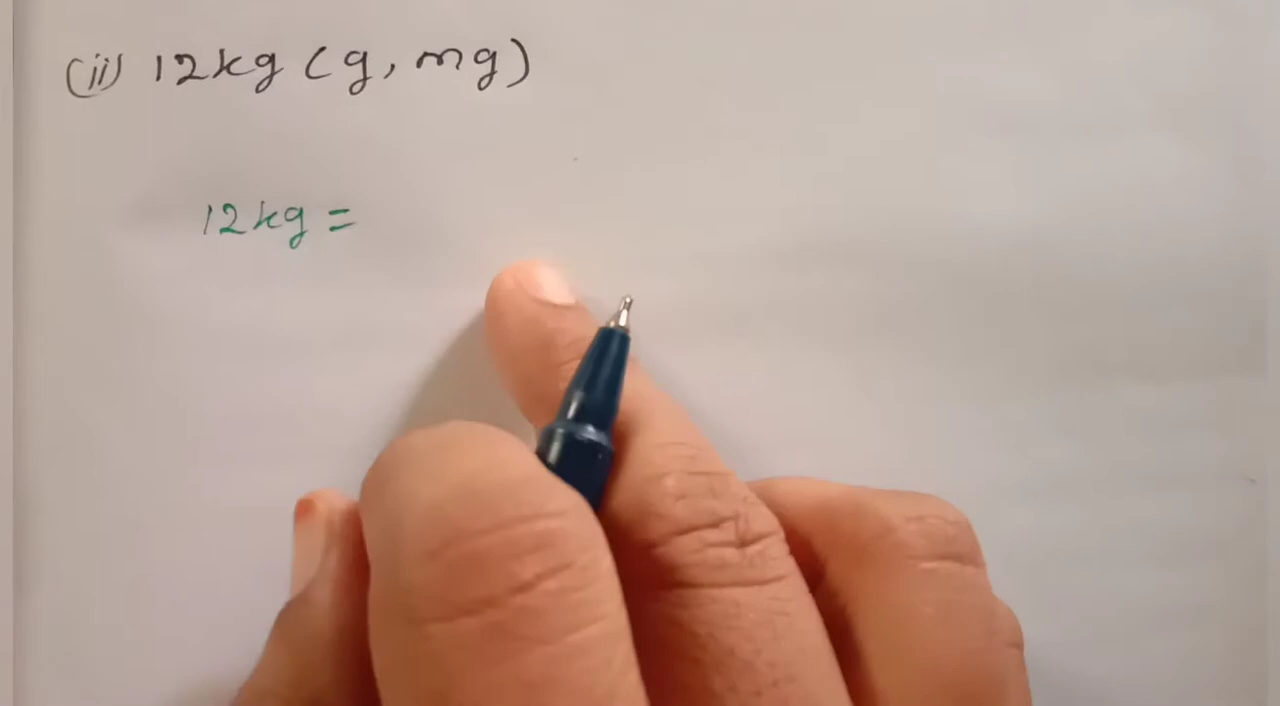 (ii) 12kg (g, mg)
12kg =